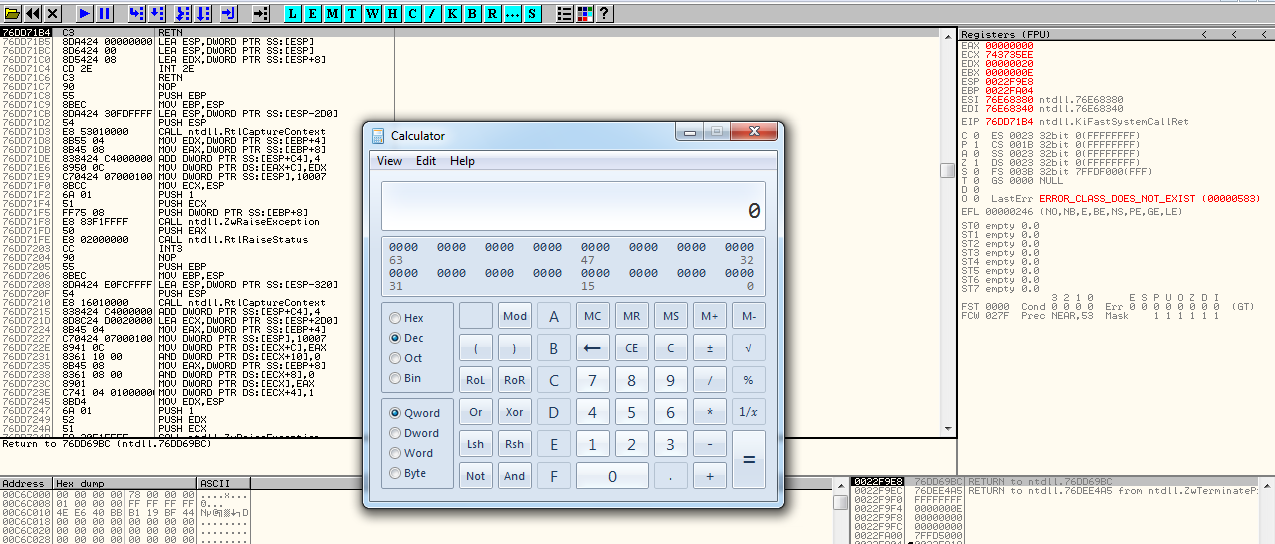 L E M T W H C / K B R ... S ?
76DD71B4 C3 RETN
76DD71B5 8DA424 00000000 LEA ESP,DWORD PTR SS:[ESP]
76DD71BC 8D6424 00 LEA ESP,DWORD PTR SS:[ESP]
76DD71C0 8D5424 08 LEA EDX,DWORD PTR SS:[ESP+8]
76DD71C4 CD 2E INT 2E
76DD71C6 C3 RETN
76DD71C7 90 NOP
76DD71C8 55 PUSH EBP
76DD71C9 8BEC MOV EBP,ESP
76DD71CB 8DA424 30FDFFFF LEA ESP,DWORD PTR SS:[ESP-2D0]
76DD71D2 54 PUSH ESP
76DD71D3 E8 53010000 CALL ntdll.RtlCaptureContext
76DD71D8 8B55 04 MOV EDX,DWORD PTR SS:[EBP+4]
76DD71DB 8B45 08 MOV EAX,DWORD PTR SS:[EBP+8]
76DD71DE 838424 C4000000 ADD DWORD PTR SS:[ESP+C4],4
76DD71E6 8950 0C MOV DWORD PTR DS:[EAX+C],EDX
76DD71E9 C70424 07000100 MOV DWORD PTR SS:[ESP],10007
76DD71F0 8BCC MOV ECX,ESP
76DD71F2 6A 01 PUSH 1
76DD71F4 51 PUSH ECX
76DD71F5 FF75 08 PUSH DWORD PTR SS:[EBP+8]
76DD71F8 E8 83F1FFFF CALL ntdll.ZwRaiseException
76DD71FD 50 PUSH EAX
76DD71FE E8 02000000 CALL ntdll.RtlRaiseStatus
76DD7203 CC INT3
76DD7204 90 NOP
76DD7205 55 PUSH EBP
76DD7206 8BEC MOV EBP,ESP
76DD7208 8DA424 E0FCFFFF LEA ESP,DWORD PTR SS:[ESP-320]
76DD720F 54 PUSH ESP
76DD7210 E8 16010000 CALL ntdll.RtlCaptureContext
76DD7215 838424 C4000000 ADD DWORD PTR SS:[ESP+C4],4
76DD721D 8D8C24 D0020000 LEA ECX,DWORD PTR SS:[ESP+2D0]
76DD7224 8B45 04 MOV EAX,DWORD PTR SS:[EBP+4]
76DD7227 C70424 07000100 MOV DWORD PTR SS:[ESP],10007
76DD722E 8941 0C MOV DWORD PTR DS:[ECX+C],EAX
76DD7231 8361 10 00 AND DWORD PTR DS:[ECX+10],0
76DD7235 8B45 08 MOV EAX,DWORD PTR SS:[EBP+8]
76DD7238 8361 08 00 AND DWORD PTR DS:[ECX+8],0
76DD723C 8901 MOV DWORD PTR DS:[ECX],EAX
76DD723E C741 04 01000000 MOV DWORD PTR DS:[ECX+4],1
76DD7245 8BD4 MOV EDX,ESP
76DD7247 6A 01 PUSH 1
76DD7249 52 PUSH EDX
76DD724A 51 PUSH ECX
Return to 76DD69BC (ntdll.76DD69BC)
Calculator
View Edit Help
0
0000 0000 0000 0000 0000 0000 0000 0000
63 47 32
0000 0000 0000 0000 0000 0000 0000 0000
31 15 0
Hex
Dec
Oct
Bin
Qword
Dword
Word
Byte
Mod A MC MR MS M+ M-
( ) B ← CE C ± √
RoL RoR C 7 8 9 / %
Or Xor D 4 5 6 * 1/x
Lsh Rsh E 1 2 3 - =
Not And F 0 . +
Registers (FPU) < < <
EAX 00000000
ECX 743735EE
EDX 00000020
EBX 0000000E
ESP 0022F9E8
EBP 0022FA04
ESI 76E68380 ntdll.76E68380
EDI 76E68340 ntdll.76E68340
EIP 76DD71B4 ntdll.KiFastSystemCallRet
C 0 ES 0023 32bit 0(FFFFFFFF)
P 1 CS 001B 32bit 0(FFFFFFFF)
A 0 SS 0023 32bit 0(FFFFFFFF)
Z 1 DS 0023 32bit 0(FFFFFFFF)
S 0 FS 003B 32bit 7FFDF000(FFF)
T 0 GS 0000 NULL
D 0
O 0 LastErr ERROR_CLASS_DOES_NOT_EXIST (00000583)
EFL 00000246 (NO,NB,E,BE,NS,PE,GE,LE)
ST0 empty 0.0
ST1 empty 0.0
ST2 empty 0.0
ST3 empty 0.0
ST4 empty 0.0
ST5 empty 0.0
ST6 empty 0.0
ST7 empty 0.0
3 2 1 0 E S P U O Z D I
FST 0000 Cond 0 0 0 0 Err 0 0 0 0 0 0 0 0 (GT)
FCW 027F Prec NEAR,53 Mask 1 1 1 1 1 1
Address Hex dump ASCII
00C6C000 00 00 00 00 78 00 00 00 ....x...
00C6C008 01 00 00 00 FF FF FF FF
00C6C010 4E E6 40 BB B1 19 BF 44
00C6C018 00 00 00 00 00 00 00 00 ........
00C6C020 00 00 00 00 00 00 00 00 ........
00C6C028 00 00 00 00 00 00 00 00 ........
0022F9E8 76DD69BC RETURN to ntdll.76DD69BC
0022F9EC 76DEE4A5 RETURN to ntdll.76DEE4A5 from ntdll.ZwTerminateP
0022F9F0 FFFFFFFF
0022F9F4 0000000E
0022F9F8 00000000
0022F9FC 00000000
0022FA00 7FFD5000